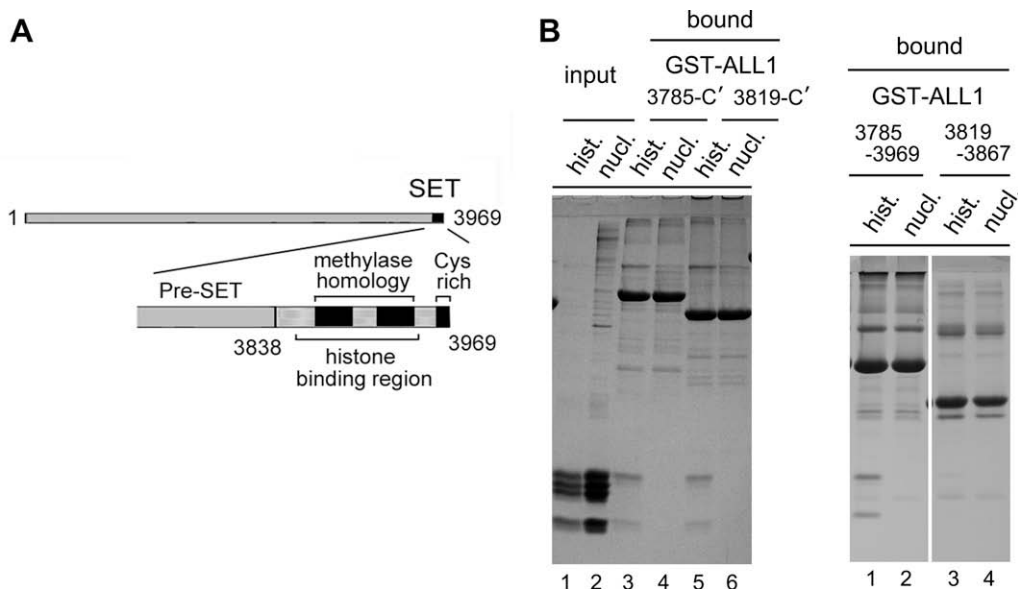 A
SET
1
3969
methylase
homology
Cys
rich
Pre-SET
3838
3969
histone
binding region
B
bound
input
GST-ALL1
3785-C′ 3819-C′
hist.
nucl.
hist.
nucl.
hist.
nucl.
1 2 3 4 5 6
bound
GST-ALL1
3785
-3969
3819
-3867
hist.
nucl.
hist.
nucl.
1 2 3 4